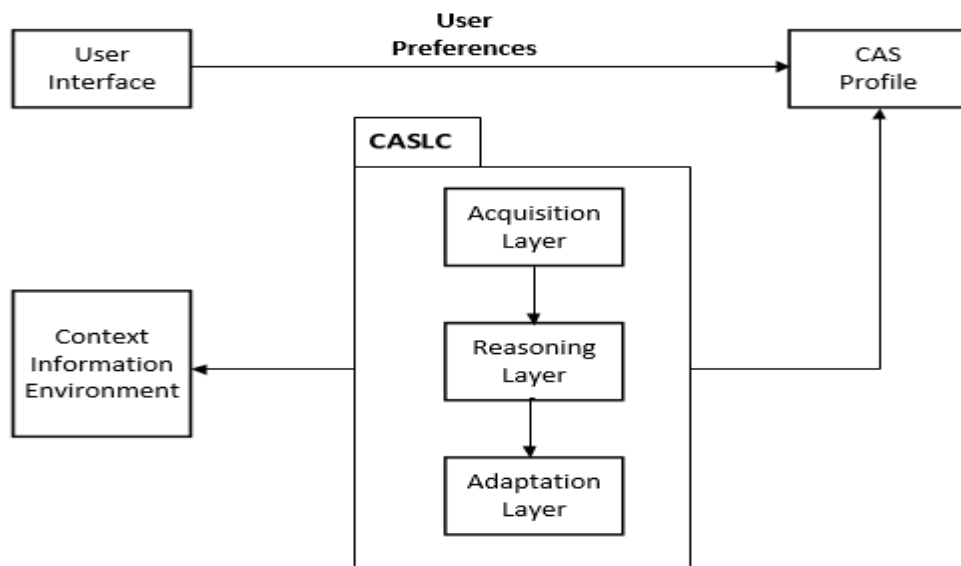 User
Preferences
User
Interface
CAS
Profile
CASLC
Acquisition
Layer
Context
Information
Environment
Reasoning
Layer
Adaptation
Layer